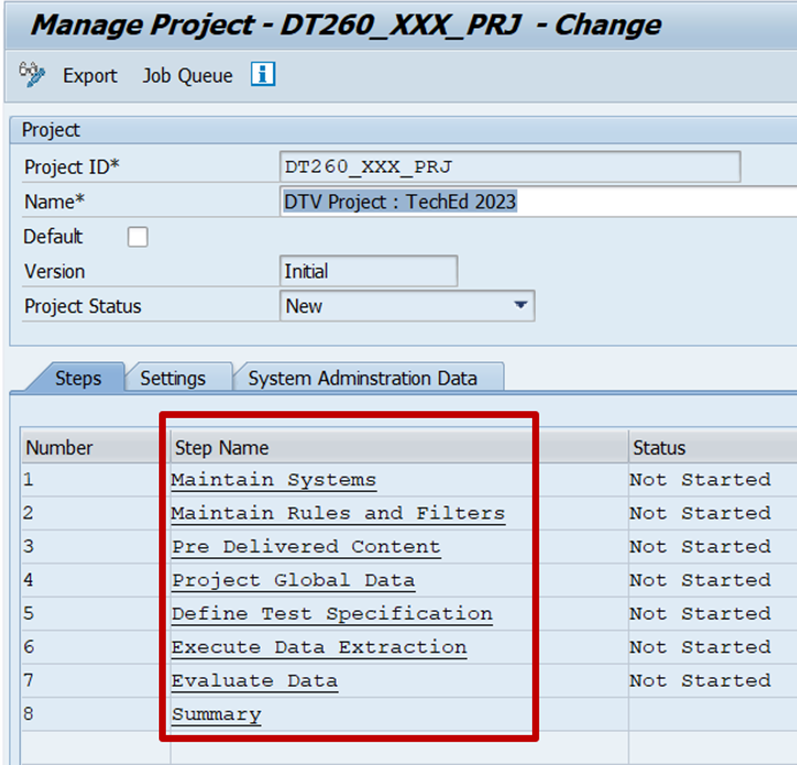 Manage Project - DT260_XXX_PRJ - Change
Export Job Queue
Project
Project ID* DT260_XXX_PRJ
Name* DTV Project : TechEd 2023
Default
Version Initial
Project Status New
Steps Settings System Adminstration Data
Number Step Name Status
1 Maintain Systems Not Started
2 Maintain Rules and Filters Not Started
3 Pre Delivered Content Not Started
4 Project Global Data Not Started
5 Define Test Specification Not Started
6 Execute Data Extraction Not Started
7 Evaluate Data Not Started
8 Summary